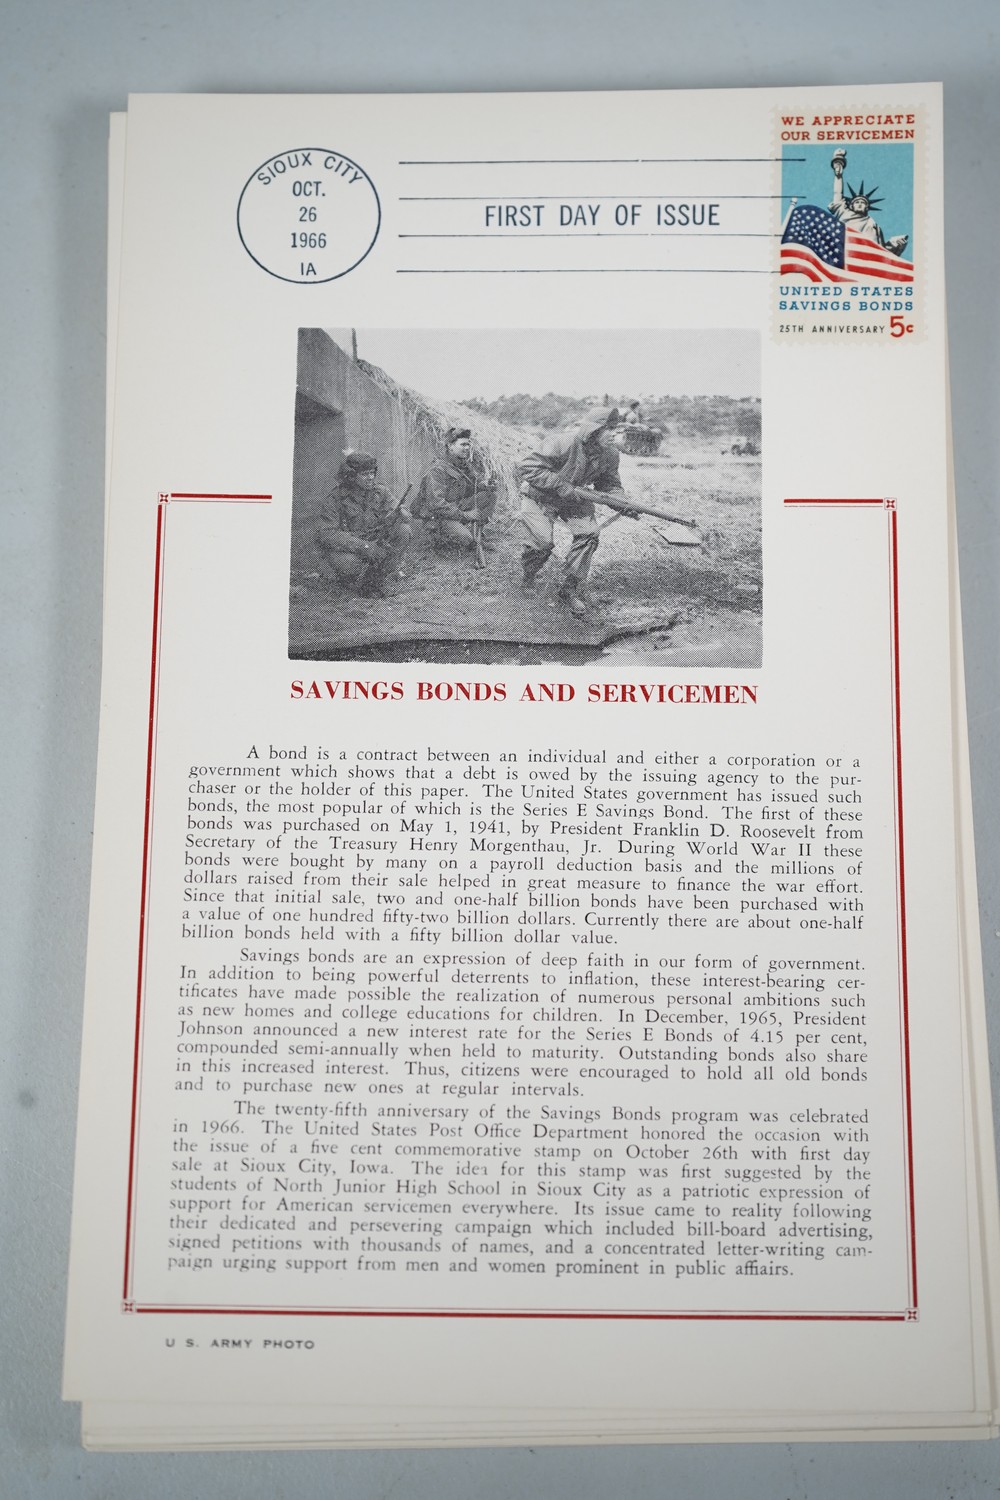 SIOUX CITY
OCT.
26
1966
IA
FIRST DAY OF ISSUE
WE APPRECIATE
OUR SERVICEMEN
UNITED STATES
SAVINGS BONDS
25TH ANNIVERSARY 5c
SAVINGS BONDS AND SERVICEMEN
A bond is a contract between an individual and either a corporation or a
government which shows that a debt is owed by the issuing agency to the pur-
chaser or the holder of this paper. The United States government has issued such
bonds, the most popular of which is the Series E Savings Bond. The first of these
bonds was purchased on May 1, 1941, by President Franklin D. Roosevelt from
Secretary of the Treasury Henry Morgenthau, Jr. During World War II these
bonds were bought by many on a payroll deduction basis and the millions of
dollars raised from their sale helped in great measure to finance the war effort.
Since that initial sale, two and one-half billion bonds have been purchased with
a value of one hundred fifty-two billion dollars. Currently there are about one-half
billion bonds held with a fifty billion dollar value.
Savings bonds are an expression of deep faith in our form of government.
In addition to being powerful deterrents to inflation, these interest-bearing cer-
tificates have made possible the realization of numerous personal ambitions such
as new homes and college educations for children. In December, 1965, President
Johnson announced a new interest rate for the Series E Bonds of 4.15 per cent,
compounded semi-annually when held to maturity. Outstanding bonds also share
in this increased interest. Thus, citizens were encouraged to hold all old bonds
and to purchase new ones at regular intervals.
The twenty-fifth anniversary of the Savings Bonds program was celebrated
in 1966. The United States Post Office Department honored the occasion with
the issue of a five cent commemorative stamp on October 26th with first day
sale at Sioux City, Iowa. The idea for this stamp was first suggested by the
students of North Junior High School in Sioux City as a patriotic expression of
support for American servicemen everywhere. Its issue came to reality following
their dedicated and persevering campaign which included bill-board advertising,
signed petitions with thousands of names, and a concentrated letter-writing cam-
paign urging support from men and women prominent in public affiairs.
U S. ARMY PHOTO